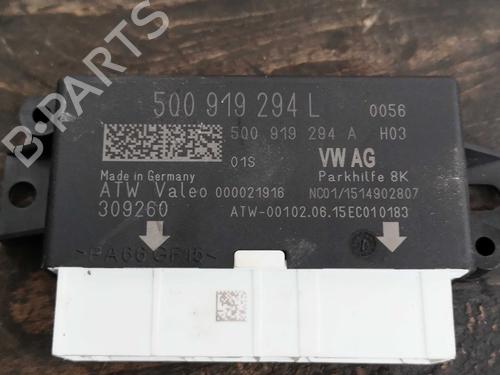 B-PARTS
5Q0 919 294 L 0056
5Q0 919 294 A H03
01S VW AG
Made in Germany Parkhilfe 8K
ATW Valeo 000021916 NC01/1514902807
309260 ATW-00102.06.15EC010183
>PA66 GF15<